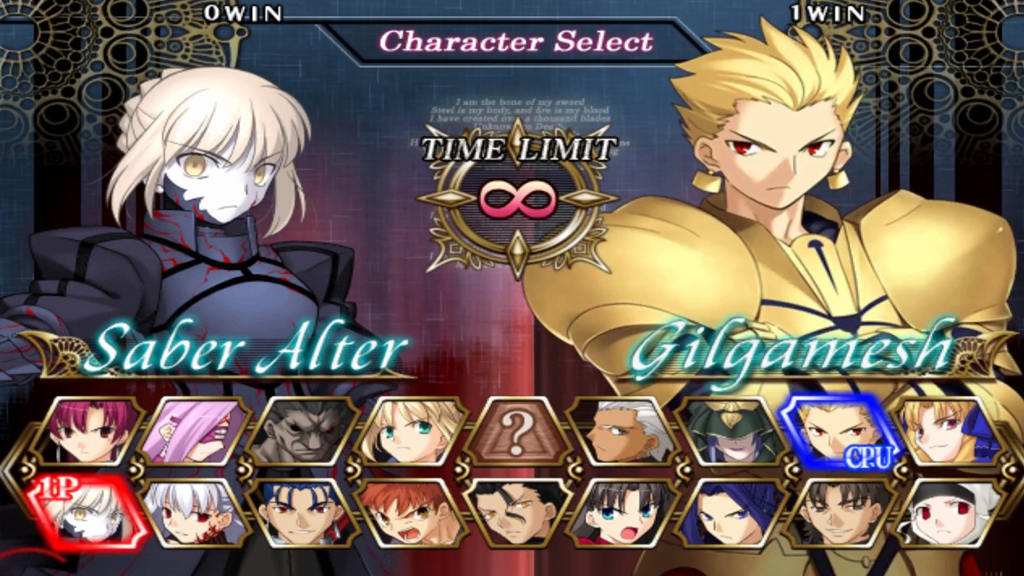 0WIN
1WIN
Character Select
I am the bone of my sword
Steel is my body, and fire is my blood
I have created over a thousand blades
TIME LIMIT
∞
Saber Alter
Gilgamesh
?
CPU
1P